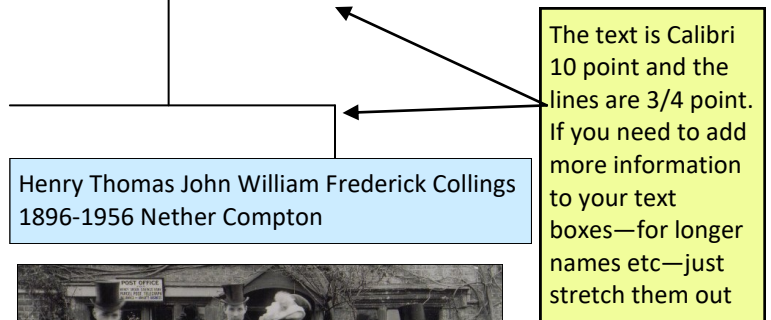 The text is Calibri
10 point and the
lines are 3/4 point.
If you need to add
more information
to your text
boxes—for longer
names etc—just
stretch them out
Henry Thomas John William Frederick Collings
1896-1956 Nether Compton
POST OFFICE